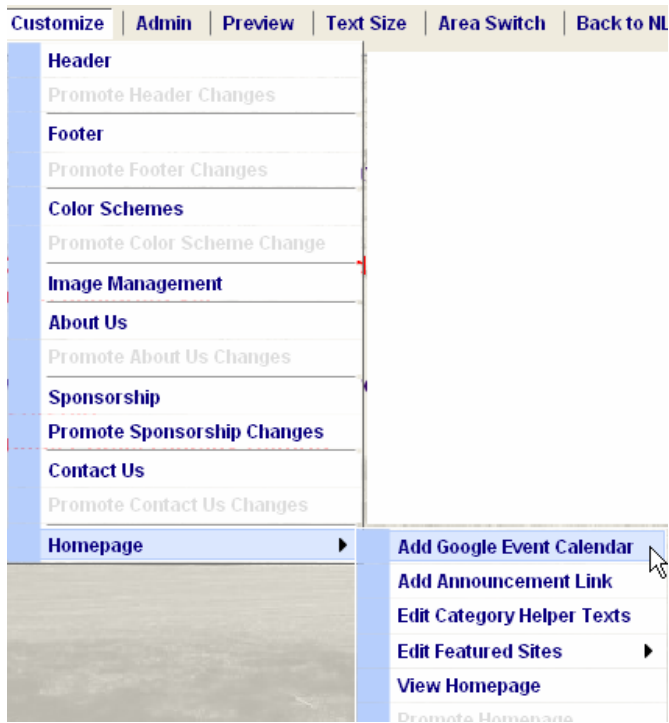 Customize | Admin | Preview | Text Size | Area Switch | Back to NL
Header
Promote Header Changes
Footer
Promote Footer Changes
Color Schemes
Promote Color Scheme Change
Image Management
About Us
Promote About Us Changes
Sponsorship
Promote Sponsorship Changes
Contact Us
Promote Contact Us Changes
Homepage
Add Google Event Calendar
Add Announcement Link
Edit Category Helper Texts
Edit Featured Sites
View Homepage
Promote Homepage